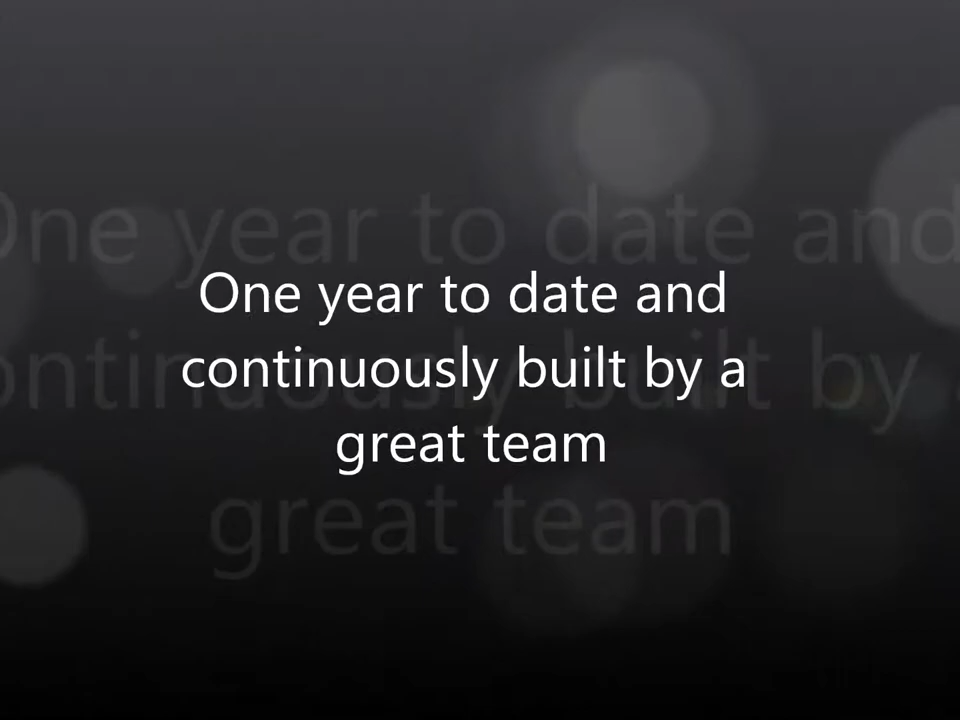 One year to date and
continuously built by a
great team